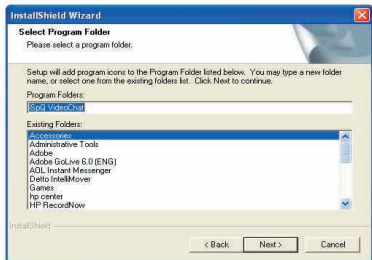 InstallShield Wizard
Select Program Folder
Please select a program folder.
Setup will add program icons to the Program Folder listed below. You may type a new folder
name, or select one from the existing folders list. Click Next to continue.
Program Folders:
iSpQ VideoChat
Existing Folders:
Accessories
Administrative Tools
Adobe
Adobe GoLive 6.0 (ENG)
AOL Instant Messenger
Detto IntelliMover
Games
hp center
HP RecordNow
InstallShield
< Back
Next >
Cancel